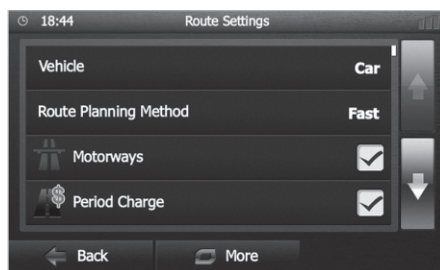 18:44 Route Settings
Vehicle Car
Route Planning Method Fast
Motorways
$ Period Charge
Back More